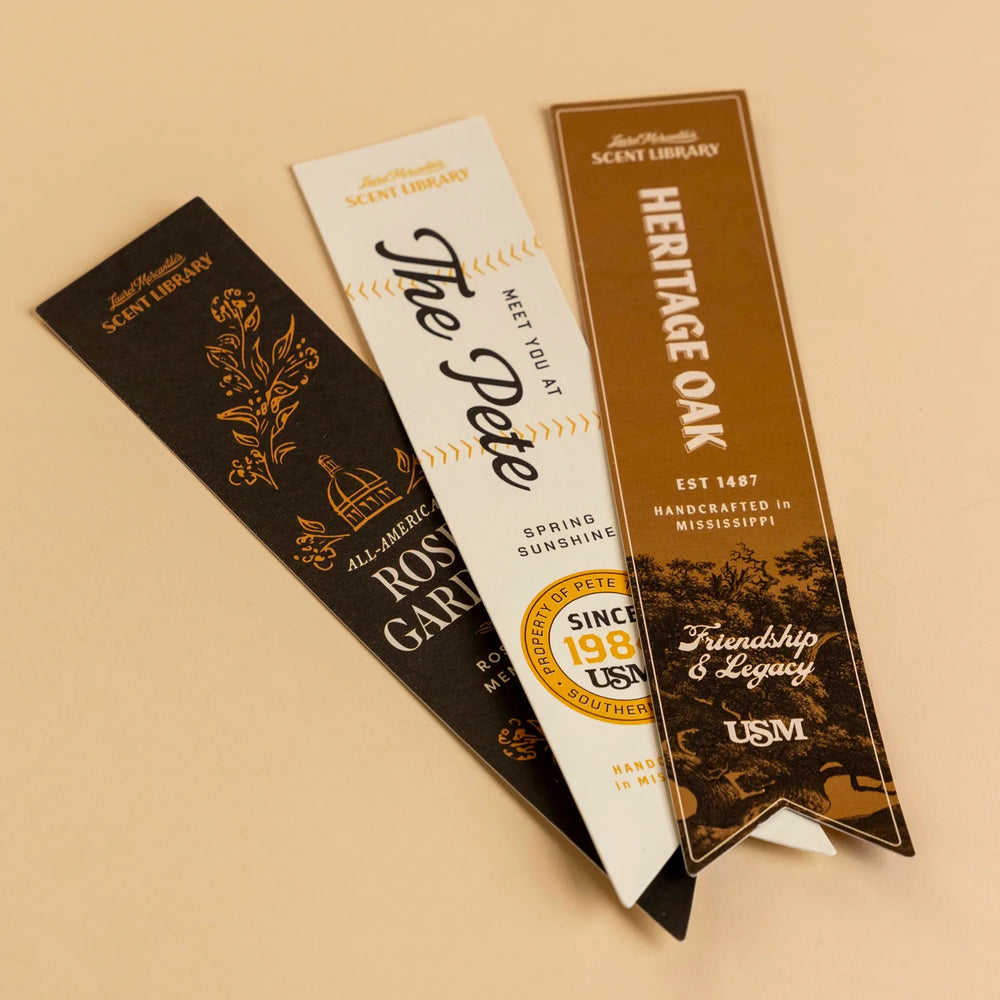 Laurel Mercantile's
SCENT LIBRARY
ALL-AMERICA
ROS
GARD
ROS
MEN
Laurel Mercantile's
SCENT LIBRARY
The Pete
MEET YOU AT
SPRING
SUNSHINE
PROPERTY OF PETE
SINCE
198
USM
SOUTHER
HAND
in MIS
Laurel Mercantile's
SCENT LIBRARY
HERITAGE OAK
EST 1487
HANDCRAFTED in
MISSISSIPPI
Friendship
& Legacy
USM